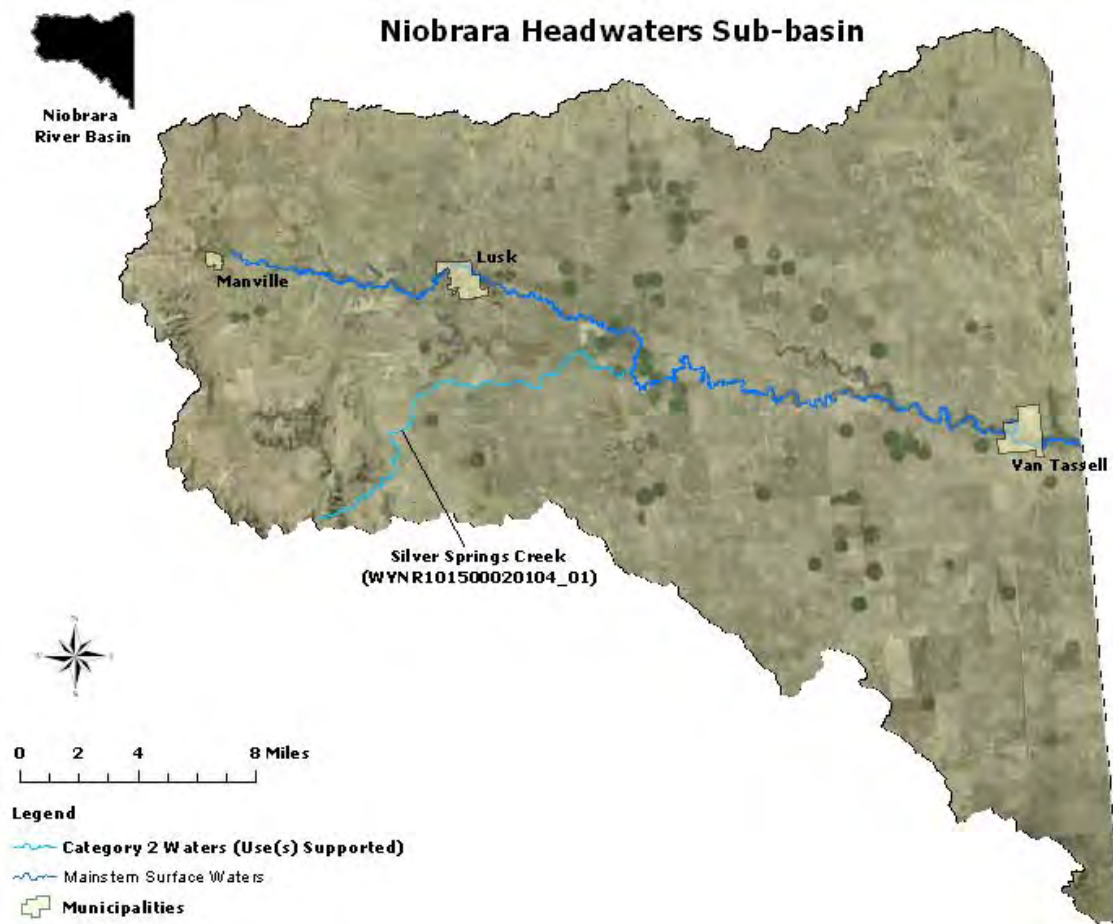 Niobrara Headwaters Sub-basin
Niobrara
River Basin
Lusk
Manville
Van Tassell
Silver Springs Creek
(WYNR101500020104_01)
N
W
E
S
0 2 4 8 Miles
Legend
Category 2 Waters (Use(s) Supported)
Mainstem Surface Waters
Municipalities